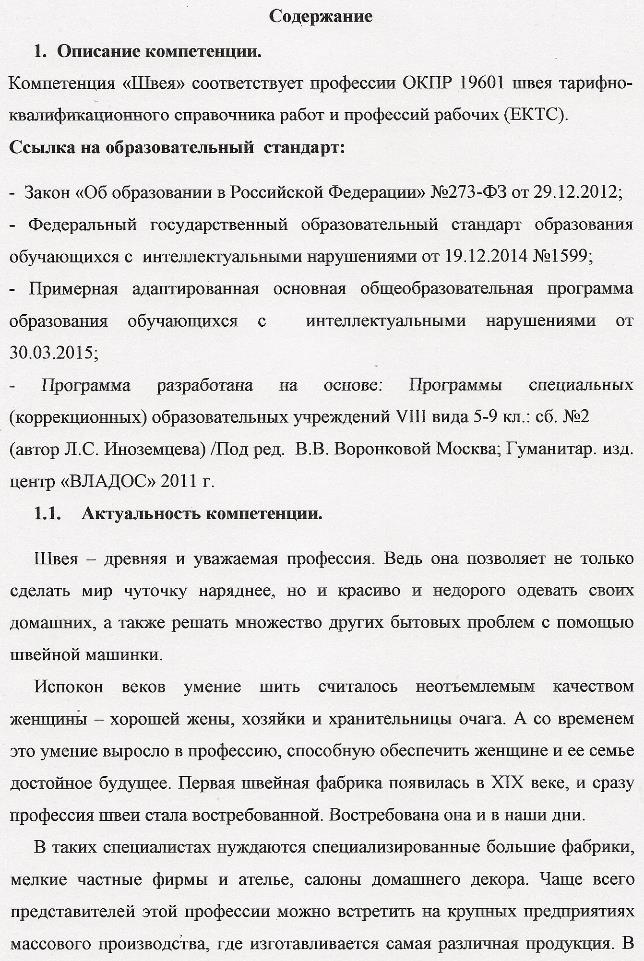 Содержание
1. Описание компетенции.
Компетенция «Швея» соответствует профессии ОКПР 19601 швея тарифно-
квалификационного справочника работ и профессий рабочих (ЕКТС).
Ссылка на образовательный стандарт:
- Закон «Об образовании в Российской Федерации» №273-ФЗ от 29.12.2012;
- Федеральный государственный образовательный стандарт образования
обучающихся с интеллектуальными нарушениями от 19.12.2014 №1599;
- Примерная адаптированная основная общеобразовательная программа
образования обучающихся с интеллектуальными нарушениями от
30.03.2015;
- Программа разработана на основе: Программы специальных
(коррекционных) образовательных учреждений VIII вида 5-9 кл.: сб. №2
(автор Л.С. Иноземцева) /Под ред. В.В. Воронковой Москва; Гуманитар. изд.
центр «ВЛАДОС» 2011 г.
1.1. Актуальность компетенции.
Швея – древняя и уважаемая профессия. Ведь она позволяет не только
сделать мир чуточку наряднее, но и красиво и недорого одевать своих
домашних, а также решать множество других бытовых проблем с помощью
швейной машинки.
Испокон веков умение шить считалось неотъемлемым качеством
женщины – хорошей жены, хозяйки и хранительницы очага. А со временем
это умение выросло в профессию, способную обеспечить женщине и ее семье
достойное будущее. Первая швейная фабрика появилась в XIX веке, и сразу
профессия швеи стала востребованной. Востребована она и в наши дни.
В таких специалистах нуждаются специализированные большие фабрики,
мелкие частные фирмы и ателье, салоны домашнего декора. Чаще всего
представителей этой профессии можно встретить на крупных предприятиях
массового производства, где изготавливается самая различная продукция. В